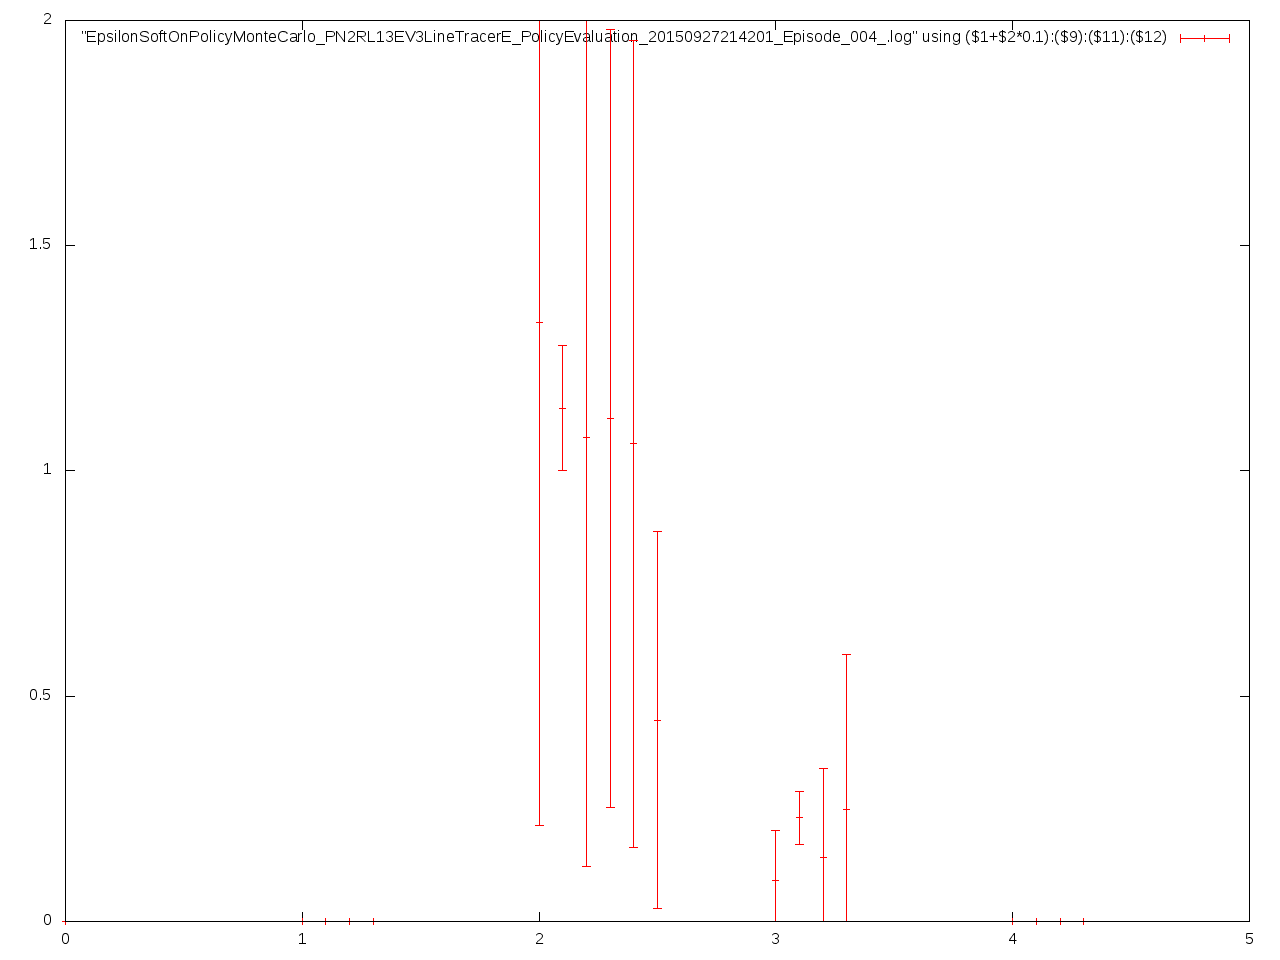 2
"EpsilonSoftOnPolicyMonteCarlo_PN2RL13EV3LineTracerE_PolicyEvaluation_20150927214201_Episode_004_.log" using ($1+$2*0.1):($9):($11):($12)
1.5
1
0.5
0
0 1 2 3 4 5